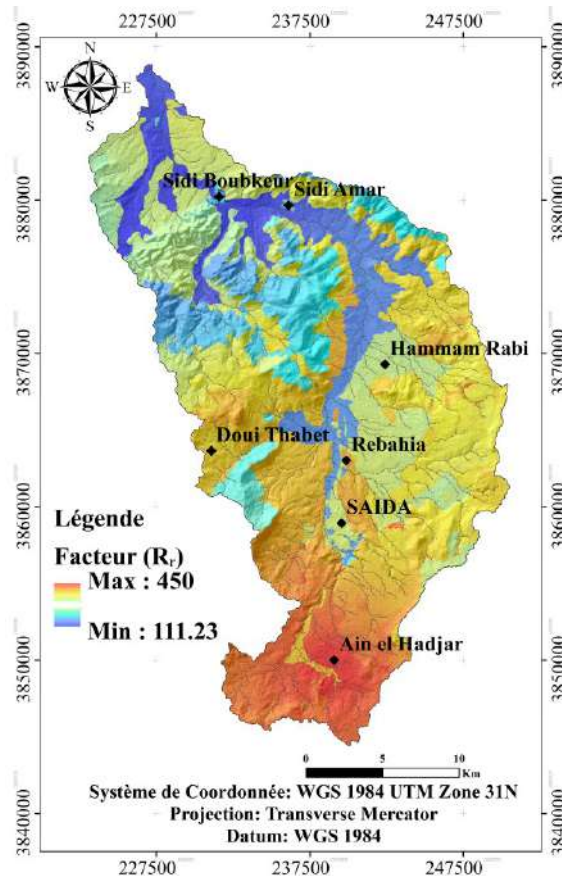 227500 237500 247500
3890000 3890000
N
W E
S
Sidi Boubkeur
Sidi Amar
3880000 3880000
Hammam Rabi
3870000 3870000
Doui Thabet
Rebahia
SAIDA
3860000 3860000
Légende
Facteur (Rr)
Max : 450
Min : 111.23
Ain el Hadjar
3850000 3850000
0 5 10
Km
Système de Coordonnée: WGS 1984 UTM Zone 31N
Projection: Transverse Mercator
Datum: WGS 1984
3840000 3840000
227500 237500 247500